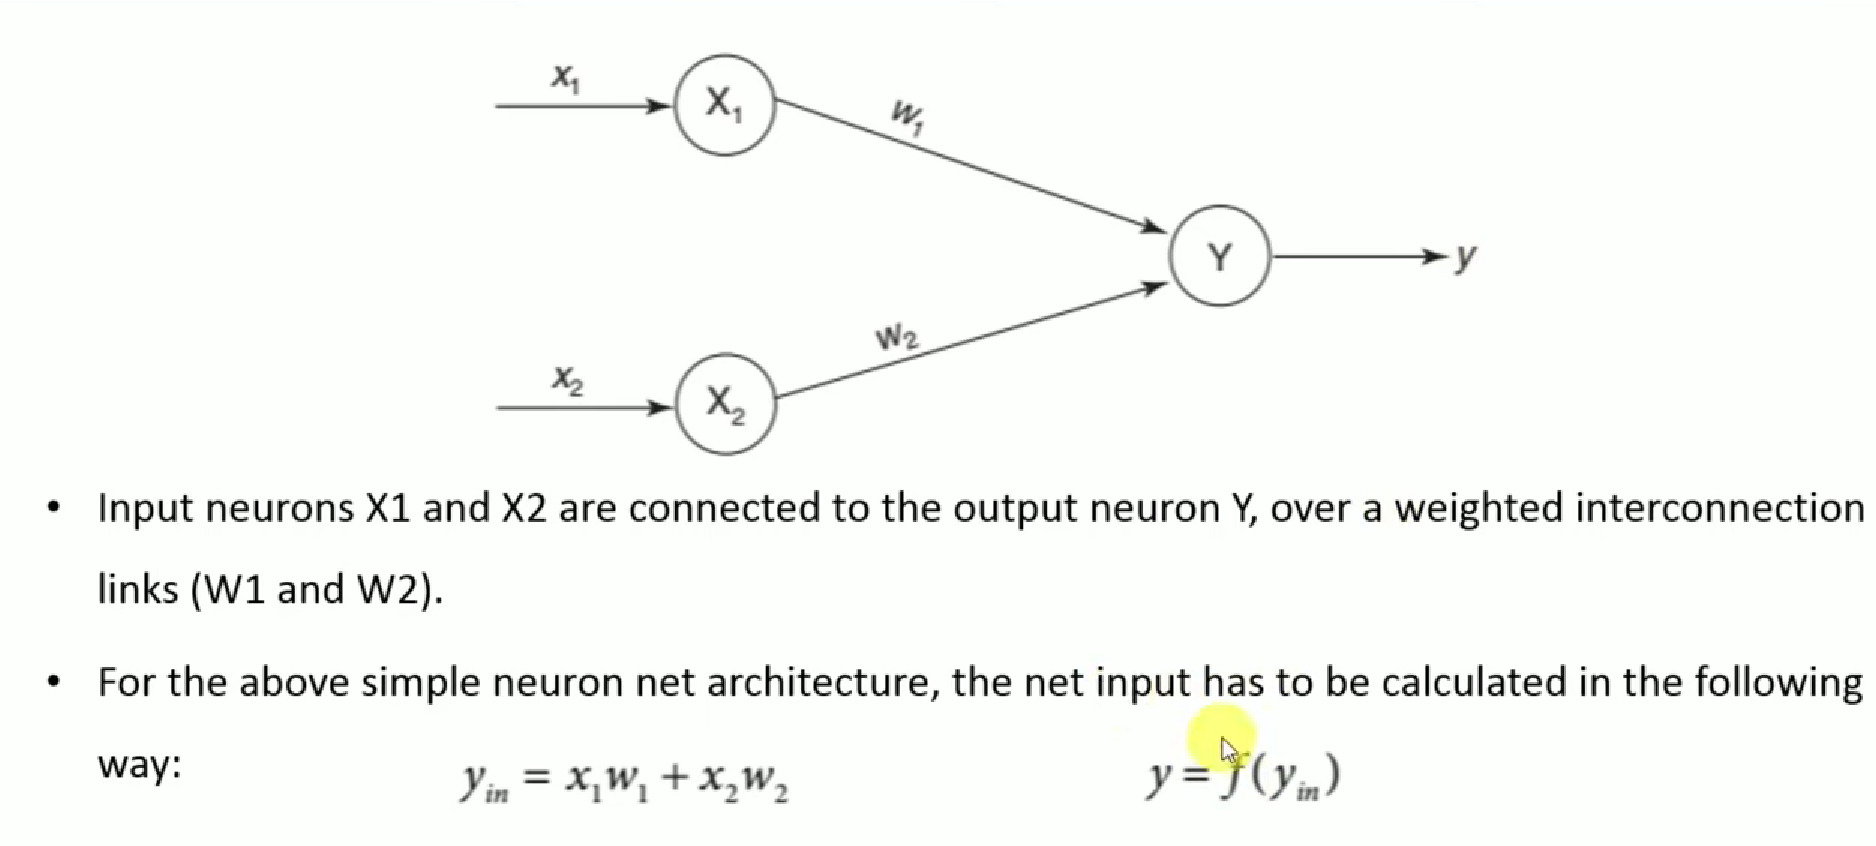 x₁
X₁
w₁
Y
y
w₂
x₂
X₂
• Input neurons X1 and X2 are connected to the output neuron Y, over a weighted interconnection
links (W1 and W2).
• For the above simple neuron net architecture, the net input has to be calculated in the following
way:
yᵢₙ = x₁w₁ + x₂w₂
y = f(yᵢₙ)